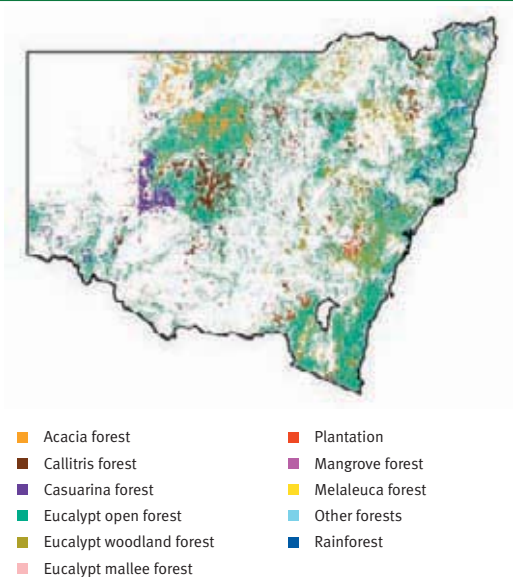 Acacia forest
Callitris forest
Casuarina forest
Eucalypt open forest
Eucalypt woodland forest
Eucalypt mallee forest
Plantation
Mangrove forest
Melaleuca forest
Other forests
Rainforest